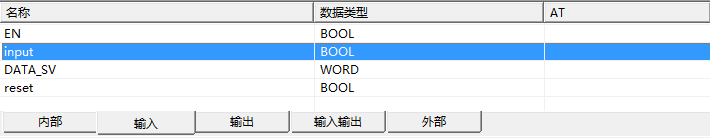 名称 数据类型 AT
EN BOOL
input BOOL
DATA_SV WORD
reset BOOL
内部 输入 输出 输入输出 外部